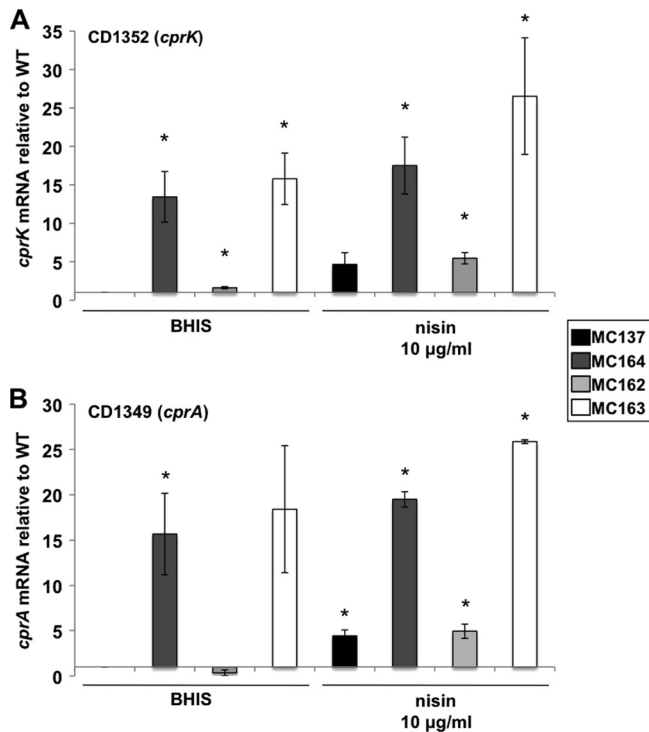 A
CD1352 (cprK)
cprK mRNA relative to WT
35
30
25
20
15
10
5
0
*
*
*
*
*
*
BHIS
nisin
10 µg/ml
MC137
MC164
MC162
MC163
B
CD1349 (cprA)
cprA mRNA relative to WT
30
25
20
15
10
5
0
*
*
*
*
*
BHIS
nisin
10 µg/ml